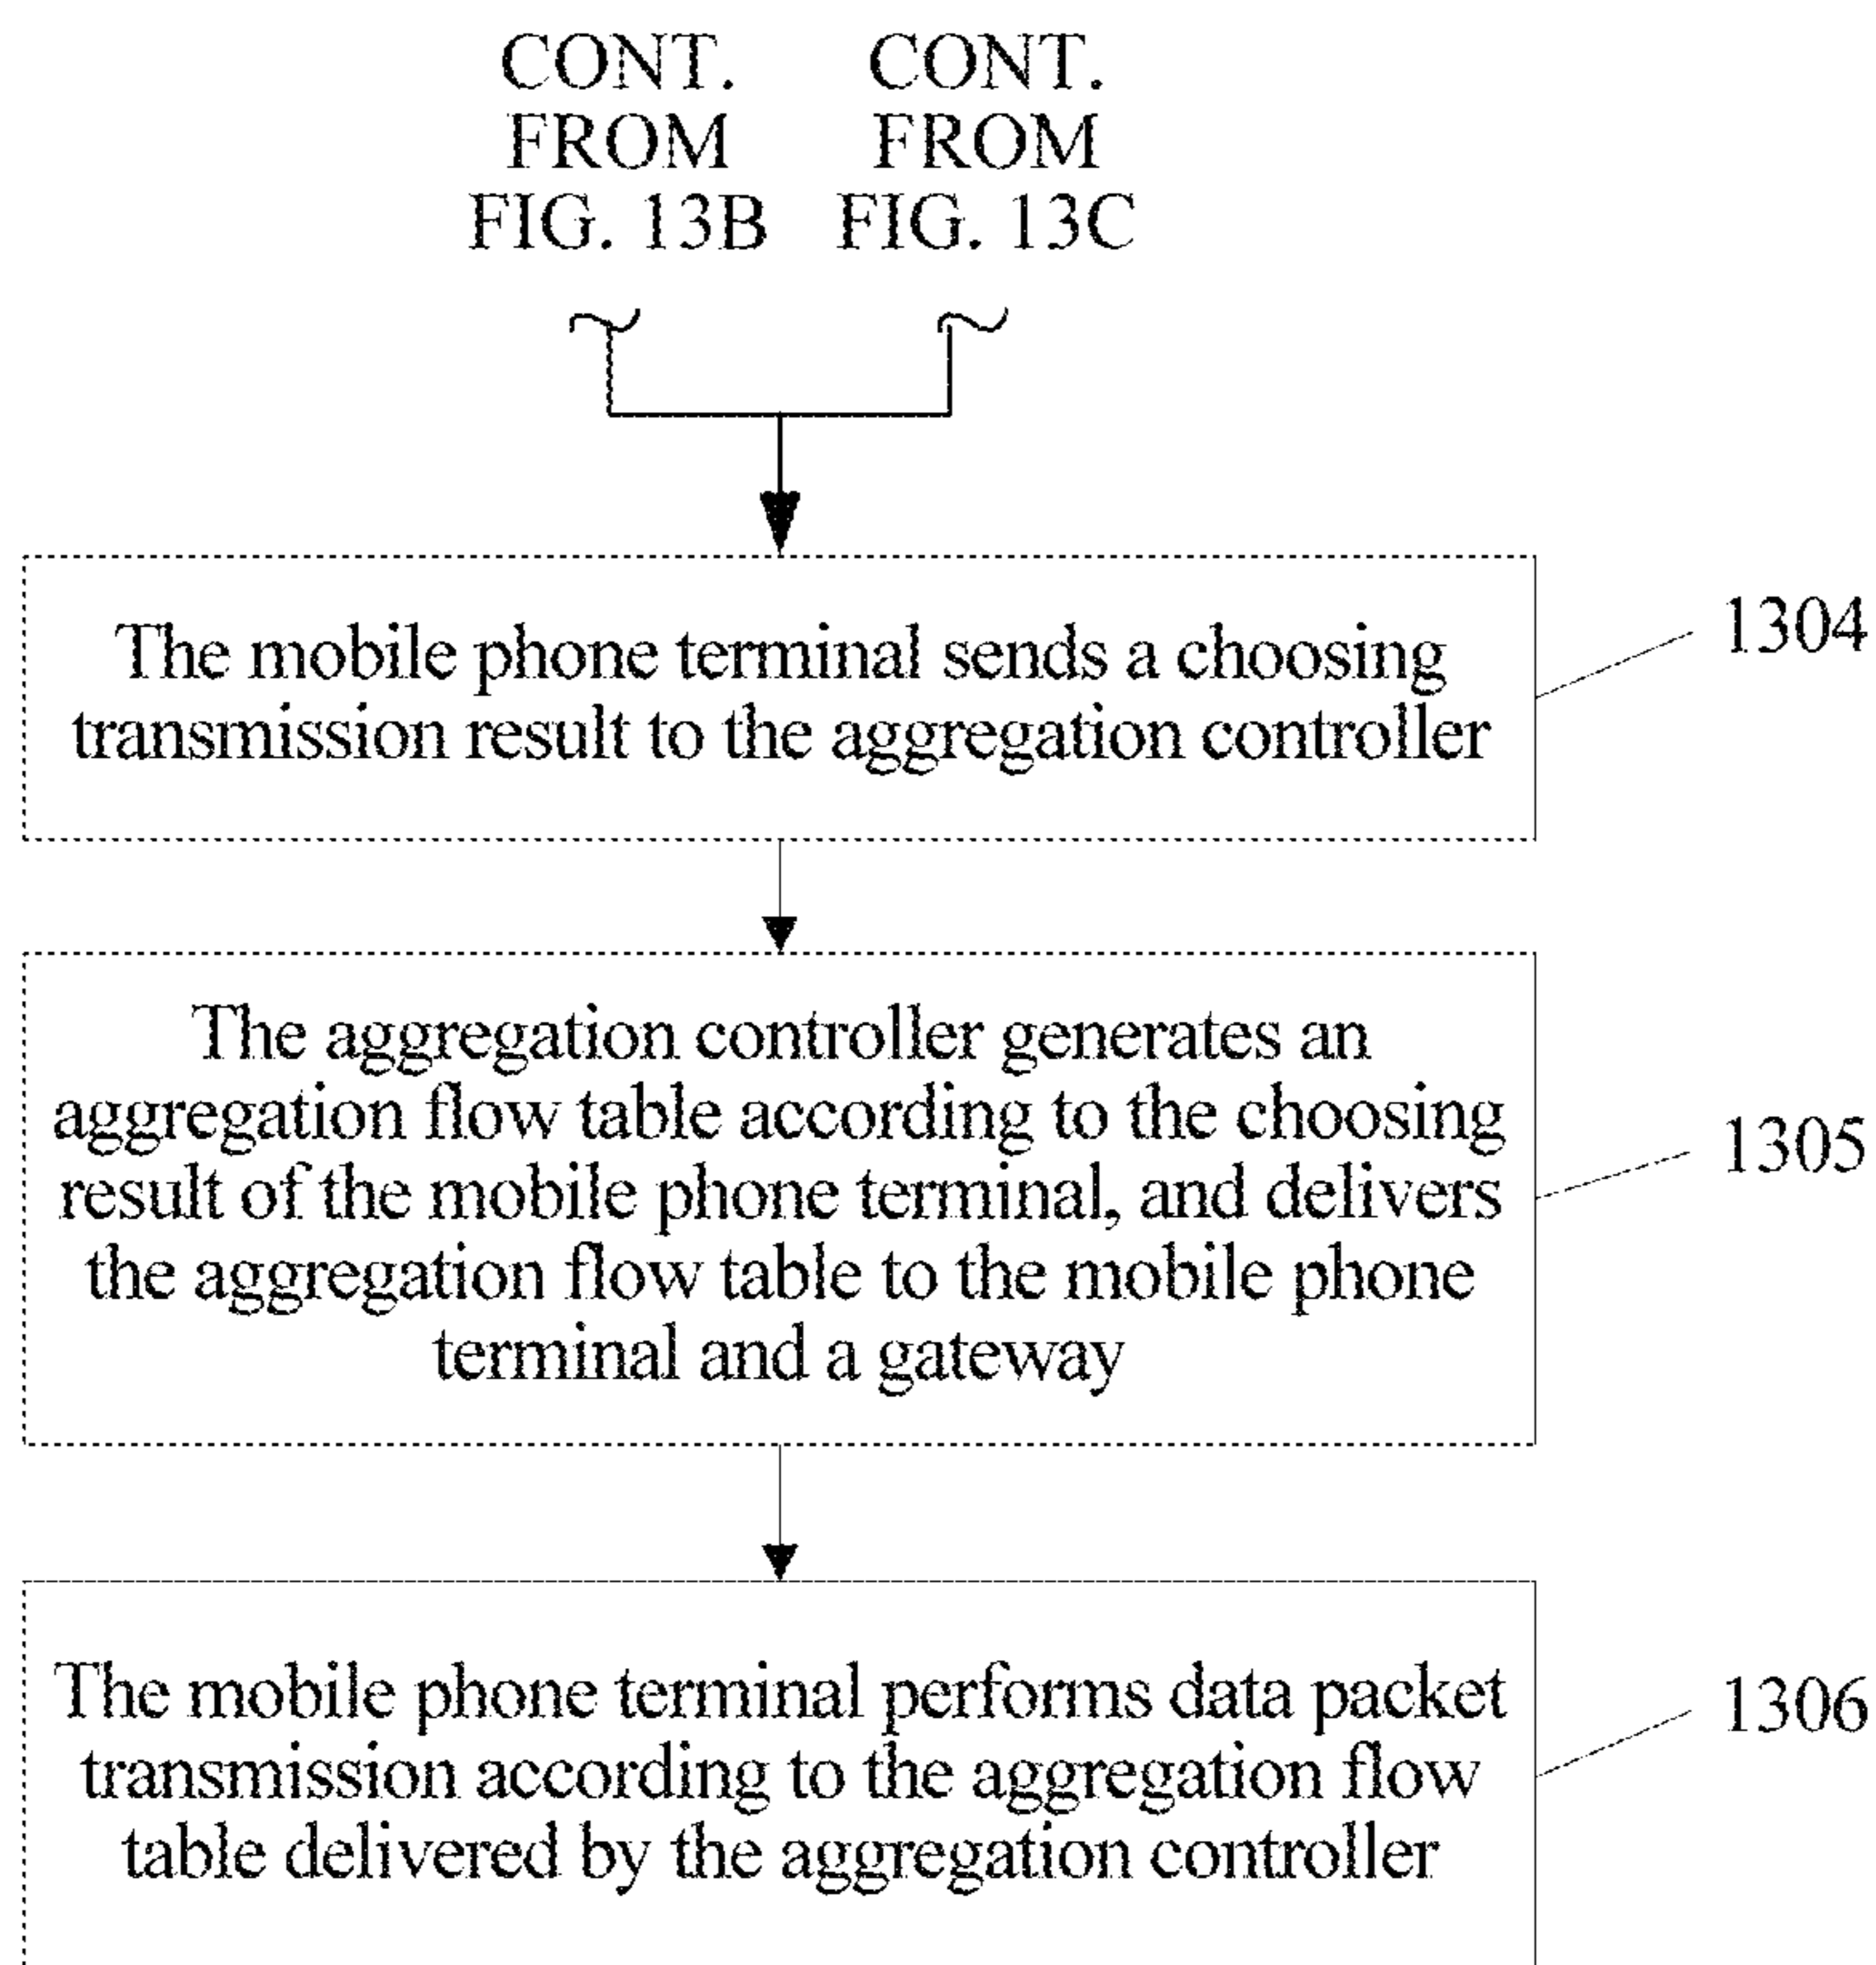 CONT.
FROM
FIG. 13B
CONT.
FROM
FIG. 13C
The mobile phone terminal sends a choosing
transmission result to the aggregation controller
1304
The aggregation controller generates an
aggregation flow table according to the choosing
result of the mobile phone terminal, and delivers
the aggregation flow table to the mobile phone
terminal and a gateway
1305
The mobile phone terminal performs data packet
transmission according to the aggregation flow
table delivered by the aggregation controller
1306